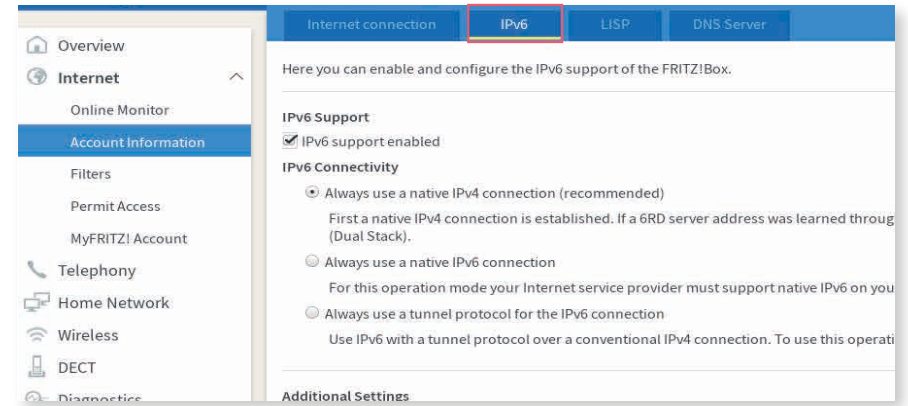 Internet connection
IPv6
LISP
DNS Server
Overview
Internet
Online Monitor
Account Information
Filters
Permit Access
MyFRITZ! Account
Telephony
Home Network
Wireless
DECT
Diagnostics
Here you can enable and configure the IPv6 support of the FRITZ!Box.
IPv6 Support
IPv6 support enabled
IPv6 Connectivity
Always use a native IPv4 connection (recommended)
First a native IPv4 connection is established. If a 6RD server address was learned throug
(Dual Stack).
Always use a native IPv6 connection
For this operation mode your Internet service provider must support native IPv6 on you
Always use a tunnel protocol for the IPv6 connection
Use IPv6 with a tunnel protocol over a conventional IPv4 connection. To use this operati
Additional Settings